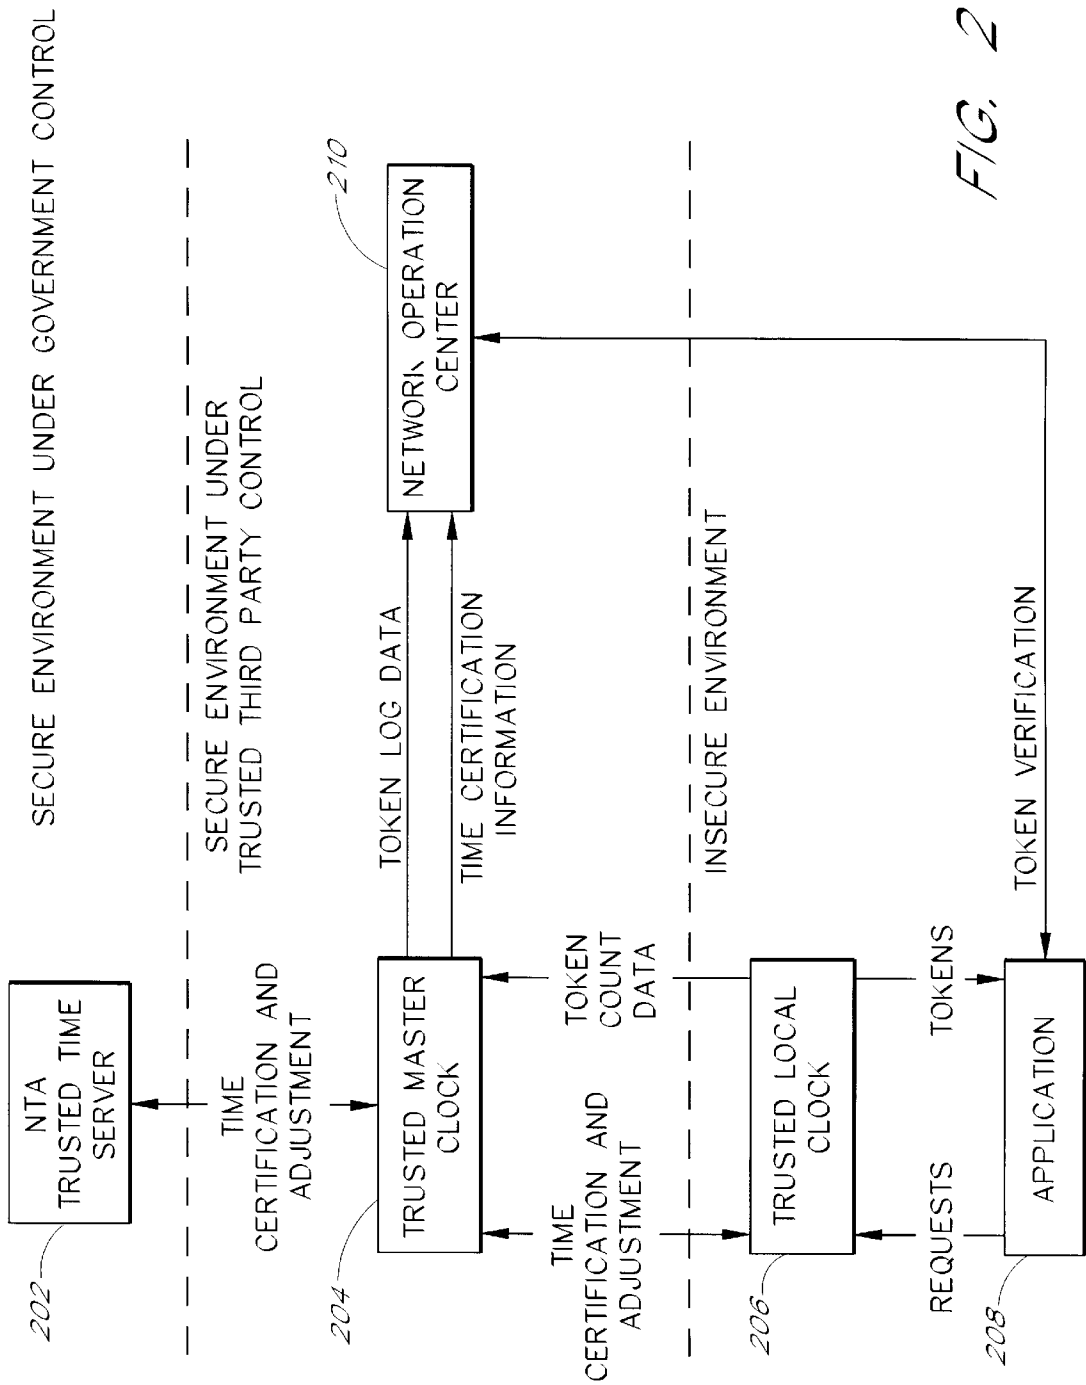 SECURE ENVIRONMENT UNDER GOVERNMENT CONTROL
NTA
TRUSTED TIME
SERVER
202
SECURE ENVIRONMENT UNDER
TRUSTED THIRD PARTY CONTROL
TIME
CERTIFICATION AND
ADJUSTMENT
210
TRUSTED MASTER
CLOCK
204
TOKEN LOG DATA
TIME CERTIFICATION
INFORMATION
NETWORK OPERATION
CENTER
TIME
CERTIFICATION AND
ADJUSTMENT
TOKEN
COUNT
DATA
INSECURE ENVIRONMENT
TRUSTED LOCAL
CLOCK
206
REQUESTS
TOKENS
TOKEN VERIFICATION
APPLICATION
208
FIG. 2